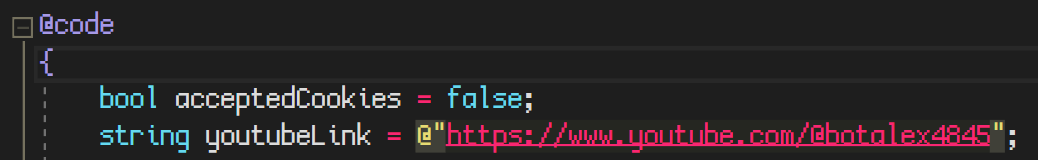 @code
{
bool acceptedCookies = false;
string youtubeLink = @"https://www.youtube.com/@botalex4845";